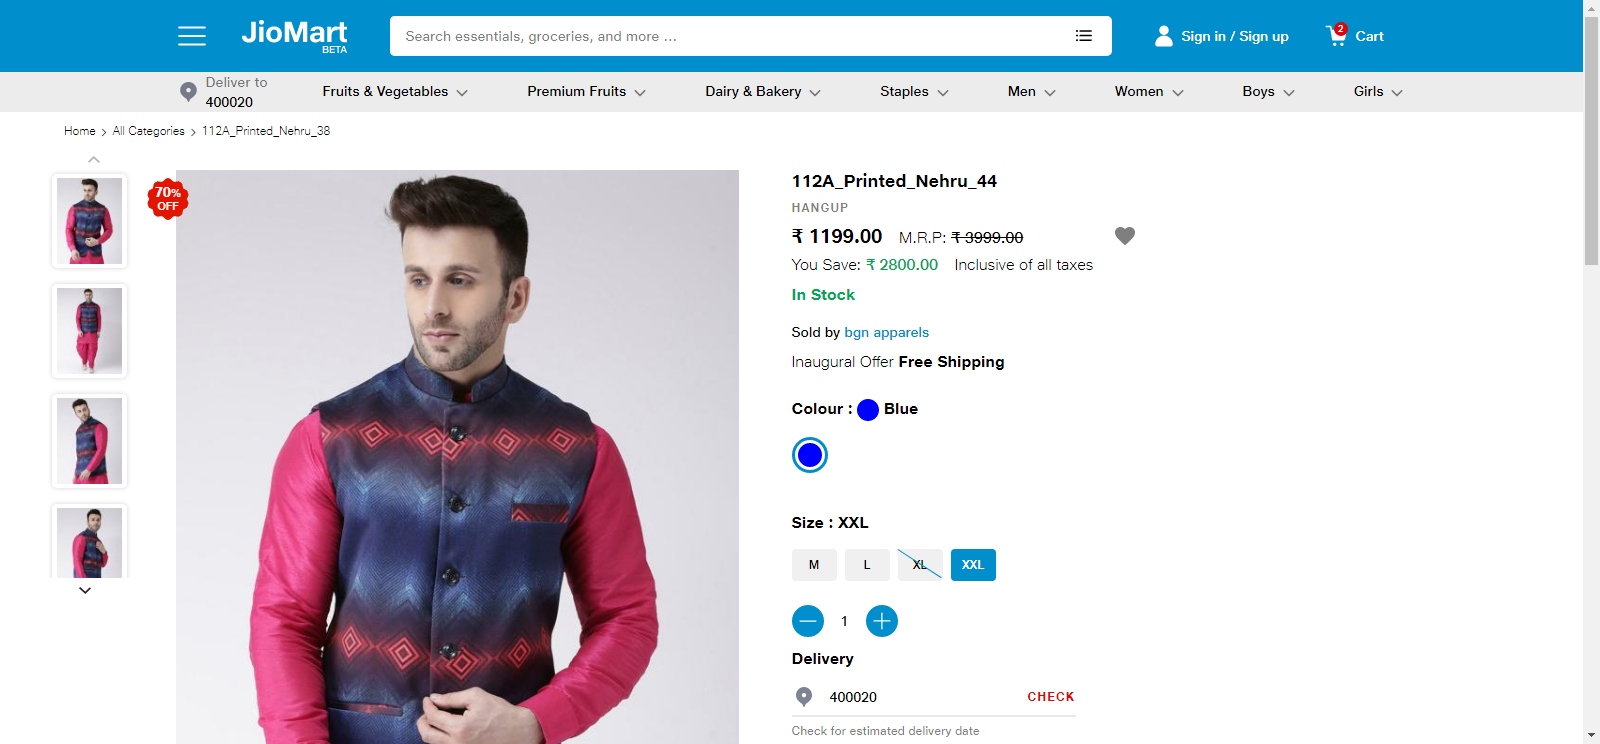 JioMart
BETA
Search essentials, groceries, and more ...
Sign in / Sign up
2
Cart
Deliver to
400020
Fruits & Vegetables
Premium Fruits
Dairy & Bakery
Staples
Men
Women
Boys
Girls
Home > All Categories > 112A_Printed_Nehru_38
70%
OFF
112A_Printed_Nehru_44
HANGUP
₹ 1199.00 M.R.P: ₹ 3999.00
You Save: ₹ 2800.00 Inclusive of all taxes
In Stock
Sold by bgn apparels
Inaugural Offer Free Shipping
Colour : Blue
Size : XXL
M L XL XXL
1
Delivery
400020 CHECK
Check for estimated delivery date